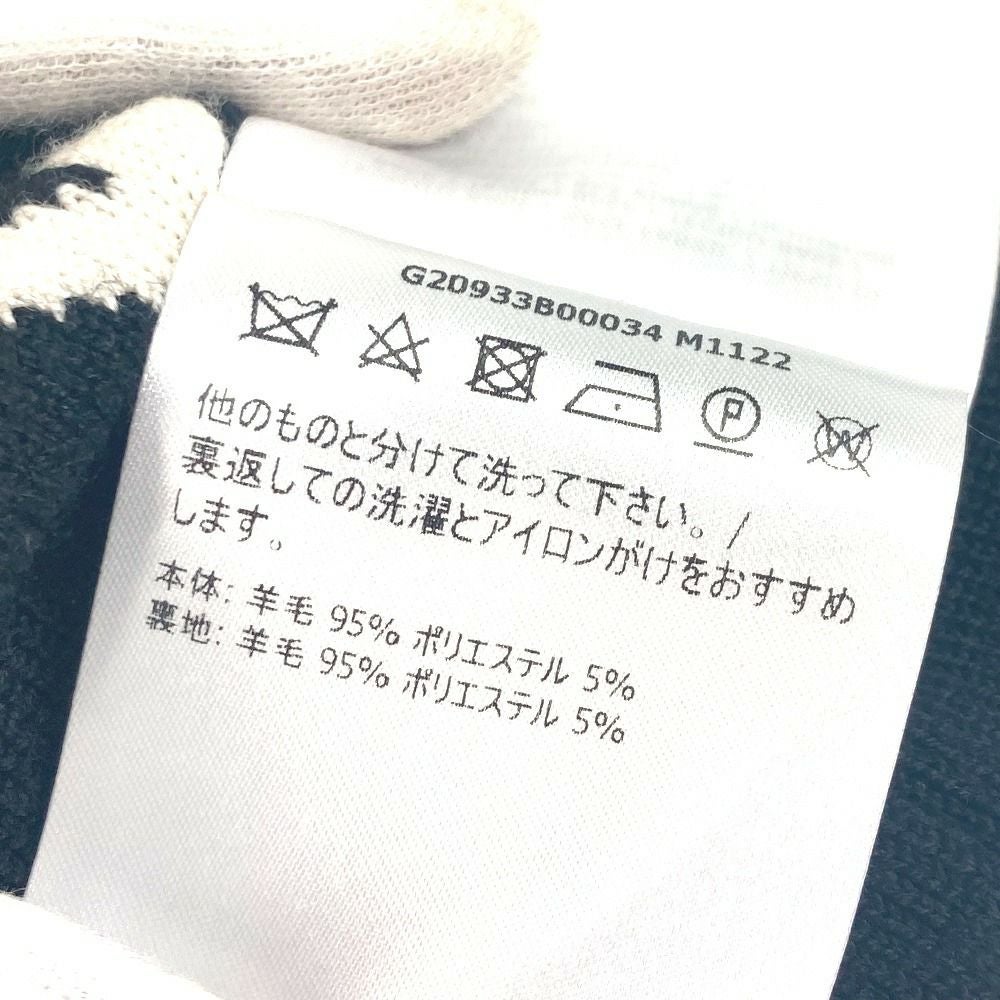 G20933B00034 M1122
P
W
他のものと分けて洗って下さい。/
裏返しての洗濯とアイロンがけをおすすめ
します。
本体: 羊毛 95% ポリエステル 5%
裏地: 羊毛 95% ポリエステル 5%